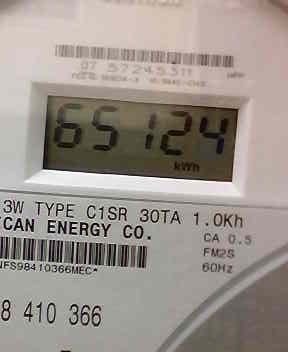 07 57245311
65124
kWh
3W TYPE C1SR 30TA 1.0Kh
CAN ENERGY CO.
CA 0.5
FM2S
NFS98410366MEC*
60Hz
8 410 366